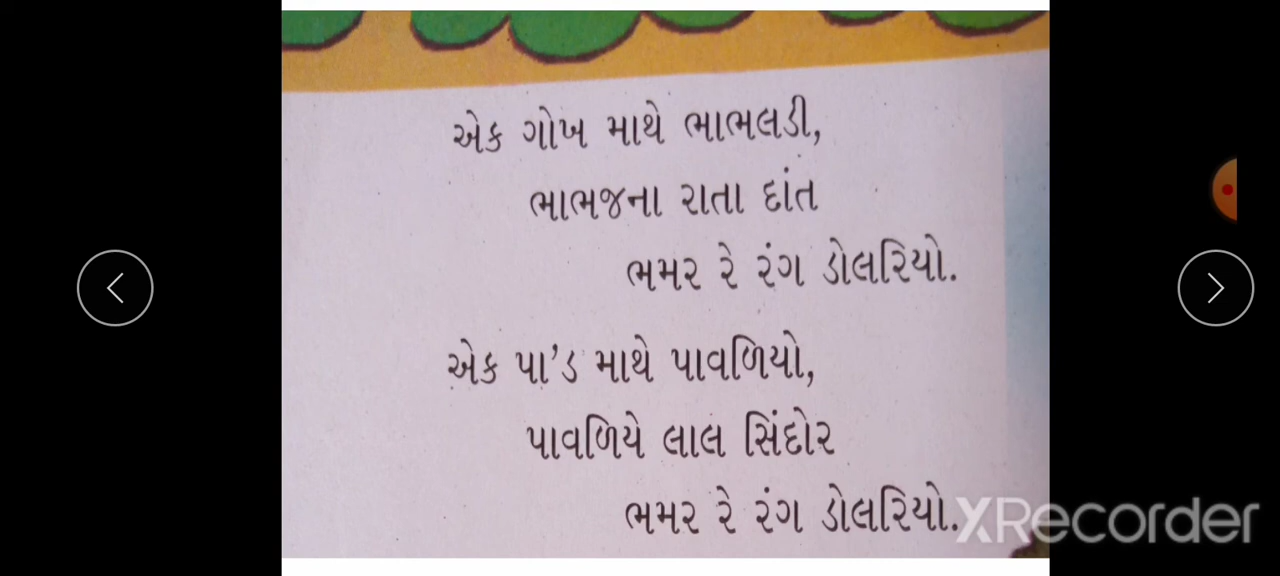 એક ગોખ માથે ભાભલડી,
ભાભજના રાતા દાંત
ભમર રે રંગ ડોલરિયો.
એક પા’ડ માથે પાવળિયો,
પાવળિયે લાલ સિંદોર
ભમર રે રંગ ડોલરિયો.
XRecorder